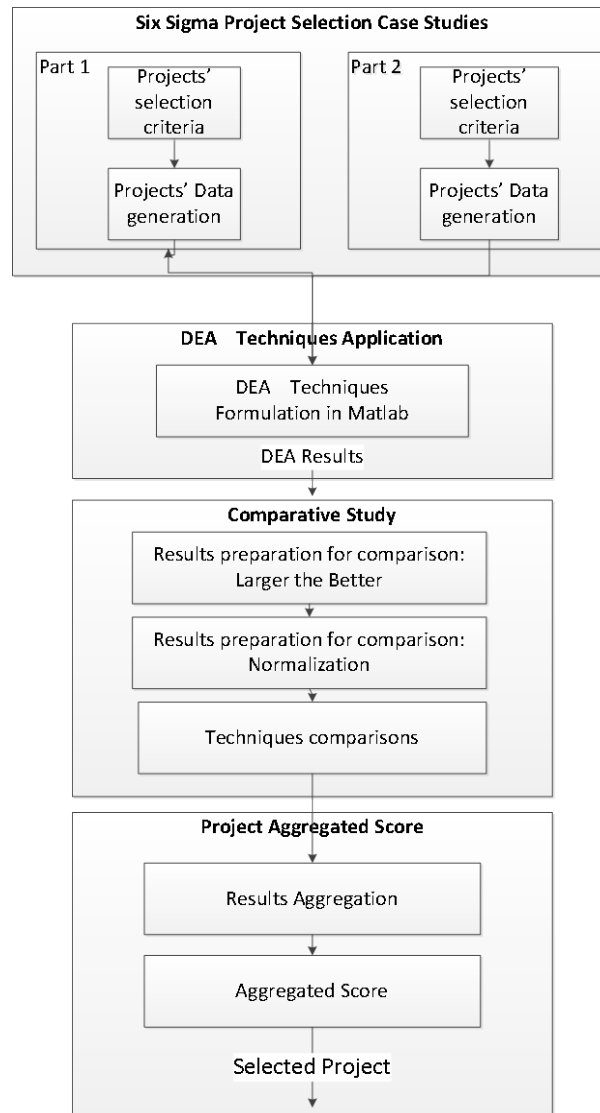 Six Sigma Project Selection Case Studies
Part 1
Projects'
selection
criteria
Projects' Data
generation
Part 2
Projects'
selection
criteria
Projects' Data
generation
DEA Techniques Application
DEA Techniques
Formulation in Matlab
DEA Results
Comparative Study
Results preparation for comparison:
Larger the Better
Results preparation for comparison:
Normalization
Techniques comparisons
Project Aggregated Score
Results Aggregation
Aggregated Score
Selected Project